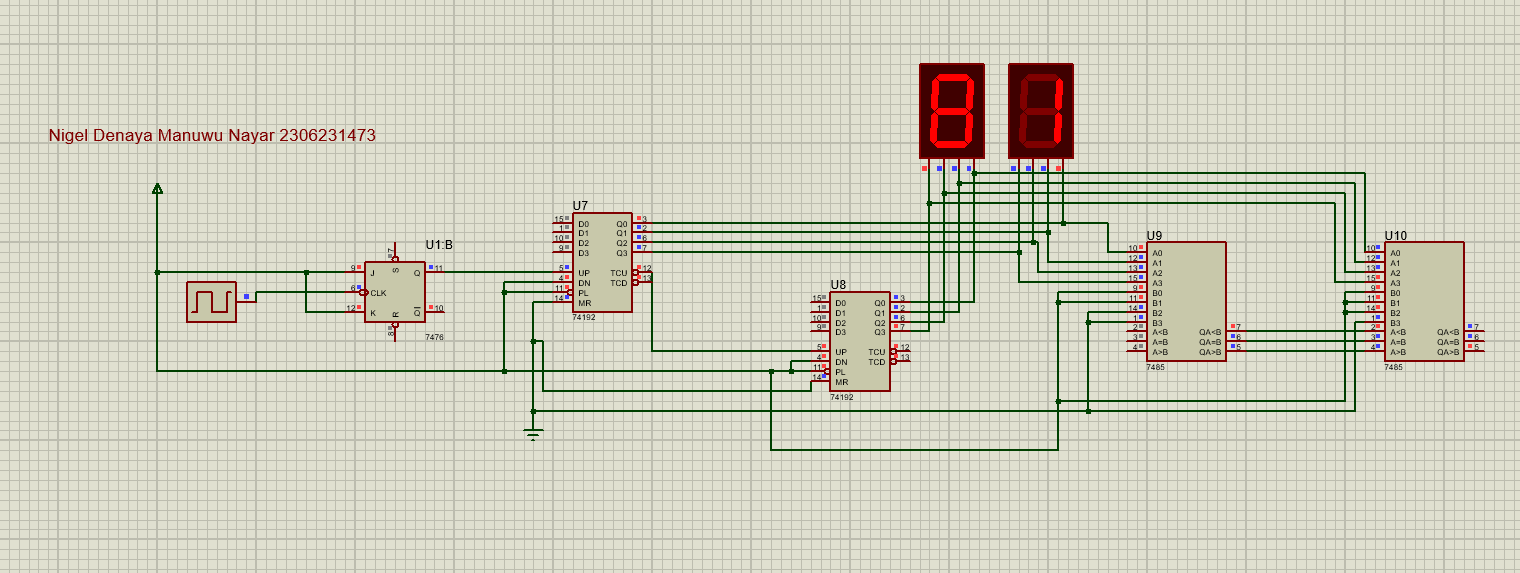 81
Nigel Denaya Manuwu Nayar 2306231473
U1:B
9 J
6 CLK
12 K
7 S
8 R
Q 11
Q 10
7476
U7
15 D0
1 D1
10 D2
9 D3
5 UP
4 DN
11 PL
14 MR
Q0 3
Q1 2
Q2 6
Q3 7
TCU 12
TCD 13
74192
U8
15 D0
1 D1
10 D2
9 D3
5 UP
4 DN
11 PL
14 MR
Q0 3
Q1 2
Q2 6
Q3 7
TCU 12
TCD 13
74192
U9
10 A0
12 A1
13 A2
15 A3
9 B0
11 B1
14 B2
1 B3
2 A<B
3 A=B
4 A>B
QA<B 7
QA=B 6
QA>B 5
7485
U10
10 A0
12 A1
13 A2
15 A3
9 B0
11 B1
14 B2
1 B3
2 A<B
3 A=B
4 A>B
QA<B 7
QA=B 6
QA>B 5
7485